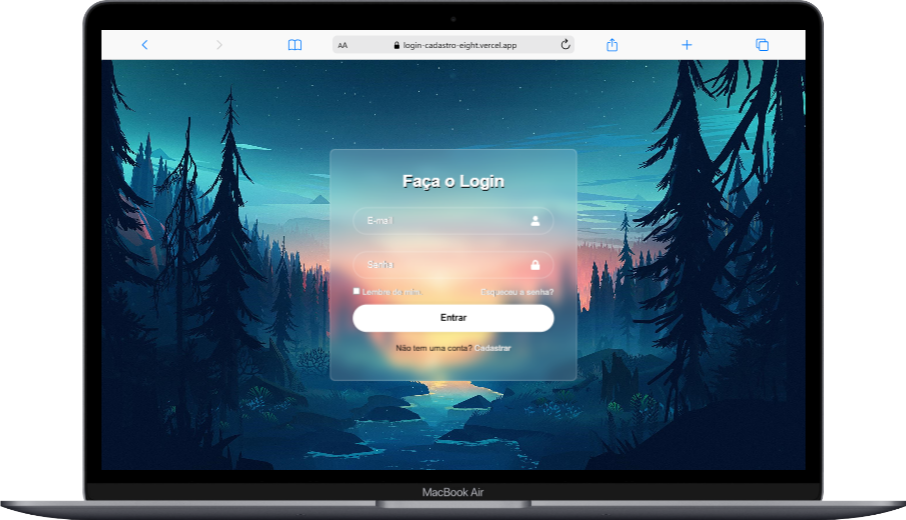 AA login-cadastro-eight.vercel.app
Faça o Login
E-mail
Senha
Lembre de mim Esqueceu a senha?
Entrar
Não tem uma conta? Cadastrar
MacBook Air